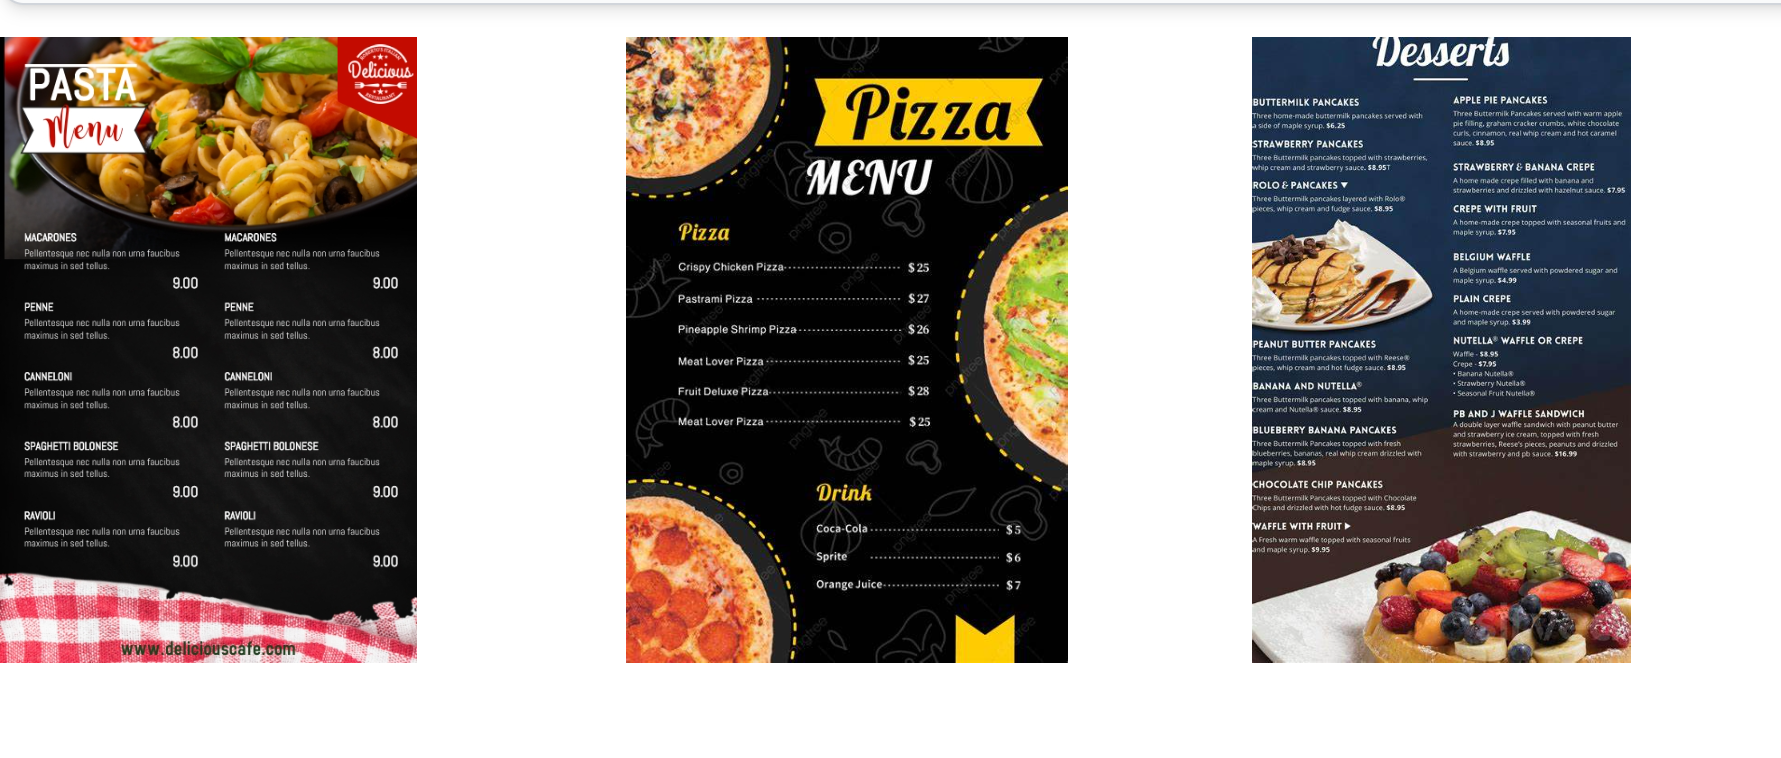 PASTA
Menu
Delicious
RESTAURANT
MACARONES
Pellentesque nec nulla non urna faucibus
maximus in sed tellus.
9.00
PENNE
Pellentesque nec nulla non urna faucibus
maximus in sed tellus.
8.00
CANNELONI
Pellentesque nec nulla non urna faucibus
maximus in sed tellus.
8.00
SPAGHETTI BOLONESE
Pellentesque nec nulla non urna faucibus
maximus in sed tellus.
9.00
RAVIOLI
Pellentesque nec nulla non urna faucibus
maximus in sed tellus.
9.00
MACARONES
Pellentesque nec nulla non urna faucibus
maximus in sed tellus.
9.00
PENNE
Pellentesque nec nulla non urna faucibus
maximus in sed tellus.
8.00
CANNELONI
Pellentesque nec nulla non urna faucibus
maximus in sed tellus.
8.00
SPAGHETTI BOLONESE
Pellentesque nec nulla non urna faucibus
maximus in sed tellus.
9.00
RAVIOLI
Pellentesque nec nulla non urna faucibus
maximus in sed tellus.
9.00
www.deliciouscafe.com
Pizza
MENU
Pizza
Crispy Chicken Pizza $ 25
Pastrami Pizza $ 27
Pineapple Shrimp Pizza $ 26
Meat Lover Pizza $ 25
Fruit Deluxe Pizza $ 28
Meat Lover Pizza $ 25
Drink
Coca-Cola $ 5
Sprite $ 6
Orange Juice $ 7
pngtree
Desserts
BUTTERMILK PANCAKES
Three home-made buttermilk pancakes served with
a side of maple syrup. $6.25
STRAWBERRY PANCAKES
Three Buttermilk pancakes topped with strawberries,
whip cream and strawberry sauce. $8.95T
ROLO & PANCAKES ▼
Three Buttermilk pancakes layered with Rolo®
pieces, whip cream and fudge sauce. $8.95
PEANUT BUTTER PANCAKES
Three Buttermilk pancakes topped with Reese®
pieces, whip cream and hot fudge sauce. $8.95
BANANA AND NUTELLA®
Three Buttermilk pancakes topped with banana, whip
cream and Nutella® sauce. $8.95
BLUEBERRY BANANA PANCAKES
Three Buttermilk Pancakes topped with fresh
blueberries, bananas, real whip cream drizzled with
maple syrup. $8.95
CHOCOLATE CHIP PANCAKES
Three Buttermilk Pancakes topped with Chocolate
Chips and drizzled with hot fudge sauce. $8.95
WAFFLE WITH FRUIT ▶
A Fresh warm waffle topped with seasonal fruits
and maple syrup. $9.95
APPLE PIE PANCAKES
Three Buttermilk Pancakes served with warm apple
pie filling, graham cracker crumbs, white chocolate
curls, cinnamon, real whip cream and hot caramel
sauce. $8.95
STRAWBERRY & BANANA CREPE
A home made crepe filled with banana and
strawberries and drizzled with hazelnut sauce. $7.95
CREPE WITH FRUIT
A home-made crepe topped with seasonal fruits and
maple syrup. $7.95
BELGIUM WAFFLE
A Belgium waffle served with powdered sugar and
maple syrup. $4.99
PLAIN CREPE
A home-made crepe served with powdered sugar
and maple syrup. $3.99
NUTELLA® WAFFLE OR CREPE
Waffle - $8.95
Crepe - $7.95
• Banana Nutella®
• Strawberry Nutella®
• Seasonal Fruit Nutella®
PB AND J WAFFLE SANDWICH
A double layer waffle sandwich with peanut butter
and strawberry ice cream, topped with fresh
strawberries, Reese's pieces, peanuts and drizzled
with strawberry and pb sauce. $16.99